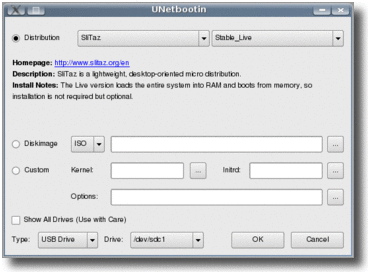 UNetbootin
Distribution SliTaz Stable_Live
Homepage: http://www.slitaz.org/en
Description: SliTaz is a lightweight, desktop-oriented micro distribution.
Install Notes: The Live version loads the entire system into RAM and boots from memory, so
installation is not required but optional.
Diskimage ISO ...
Custom Kernel: ... Initrd: ...
Options: ...
Show All Drives (Use with Care)
Type: USB Drive Drive: /dev/sdc1 OK Cancel